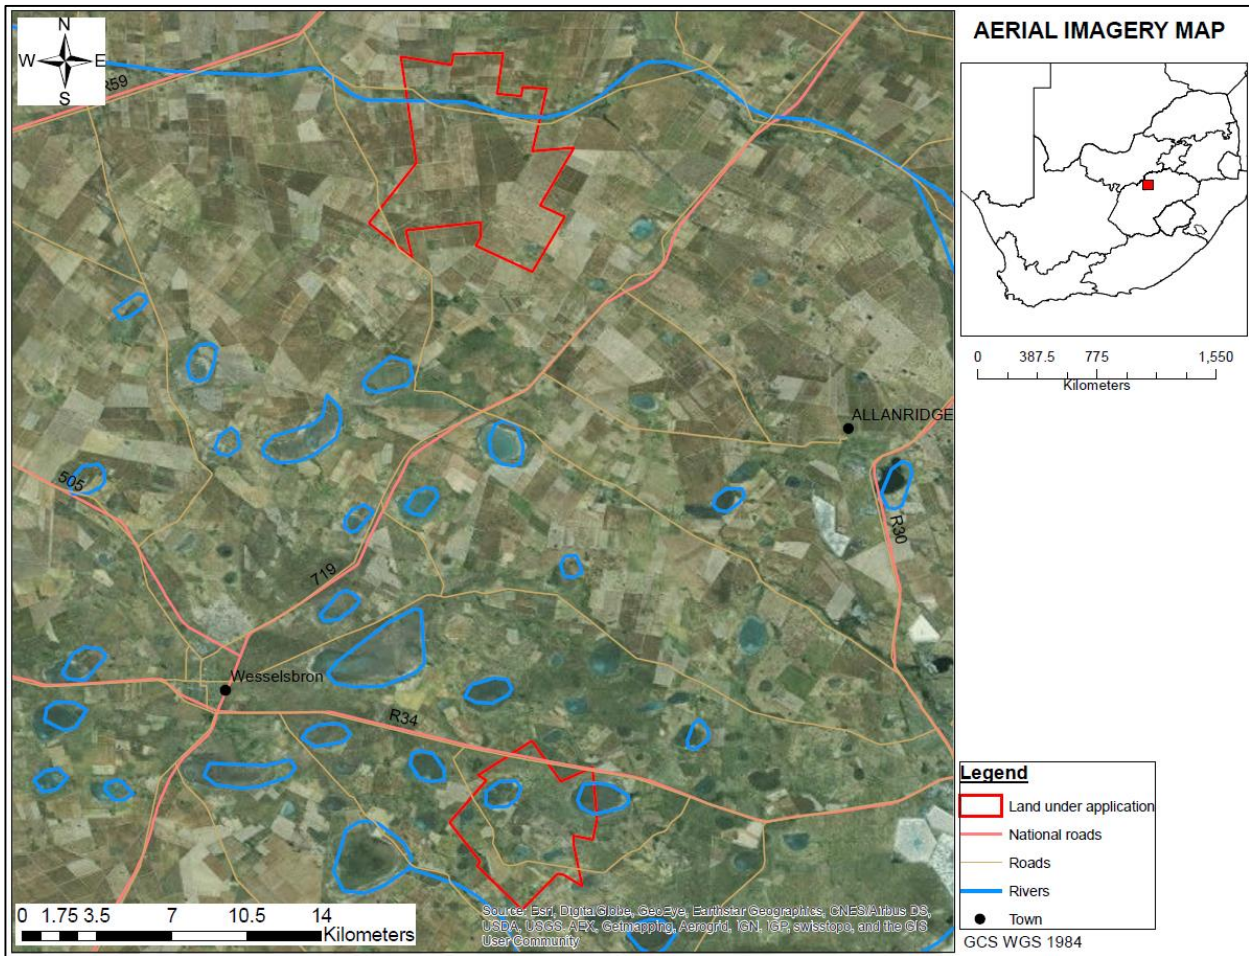 AERIAL IMAGERY MAP
N
W E
S
R59
0 387.5 775 1,550
Kilometers
ALLANRIDGE
505
R30
719
Wesselsbron
R34
Legend
Land under application
National roads
Roads
Rivers
Town
GCS WGS 1984
0 1.75 3.5 7 10.5 14
Kilometers
Source: Esri, DigitalGlobe, GeoEye, Earthstar Geographics, CNES/Airbus DS,
USDA, USGS, AEX, Getmapping, Aerogrid, IGN, IGP, swisstopo, and the GIS
User Community